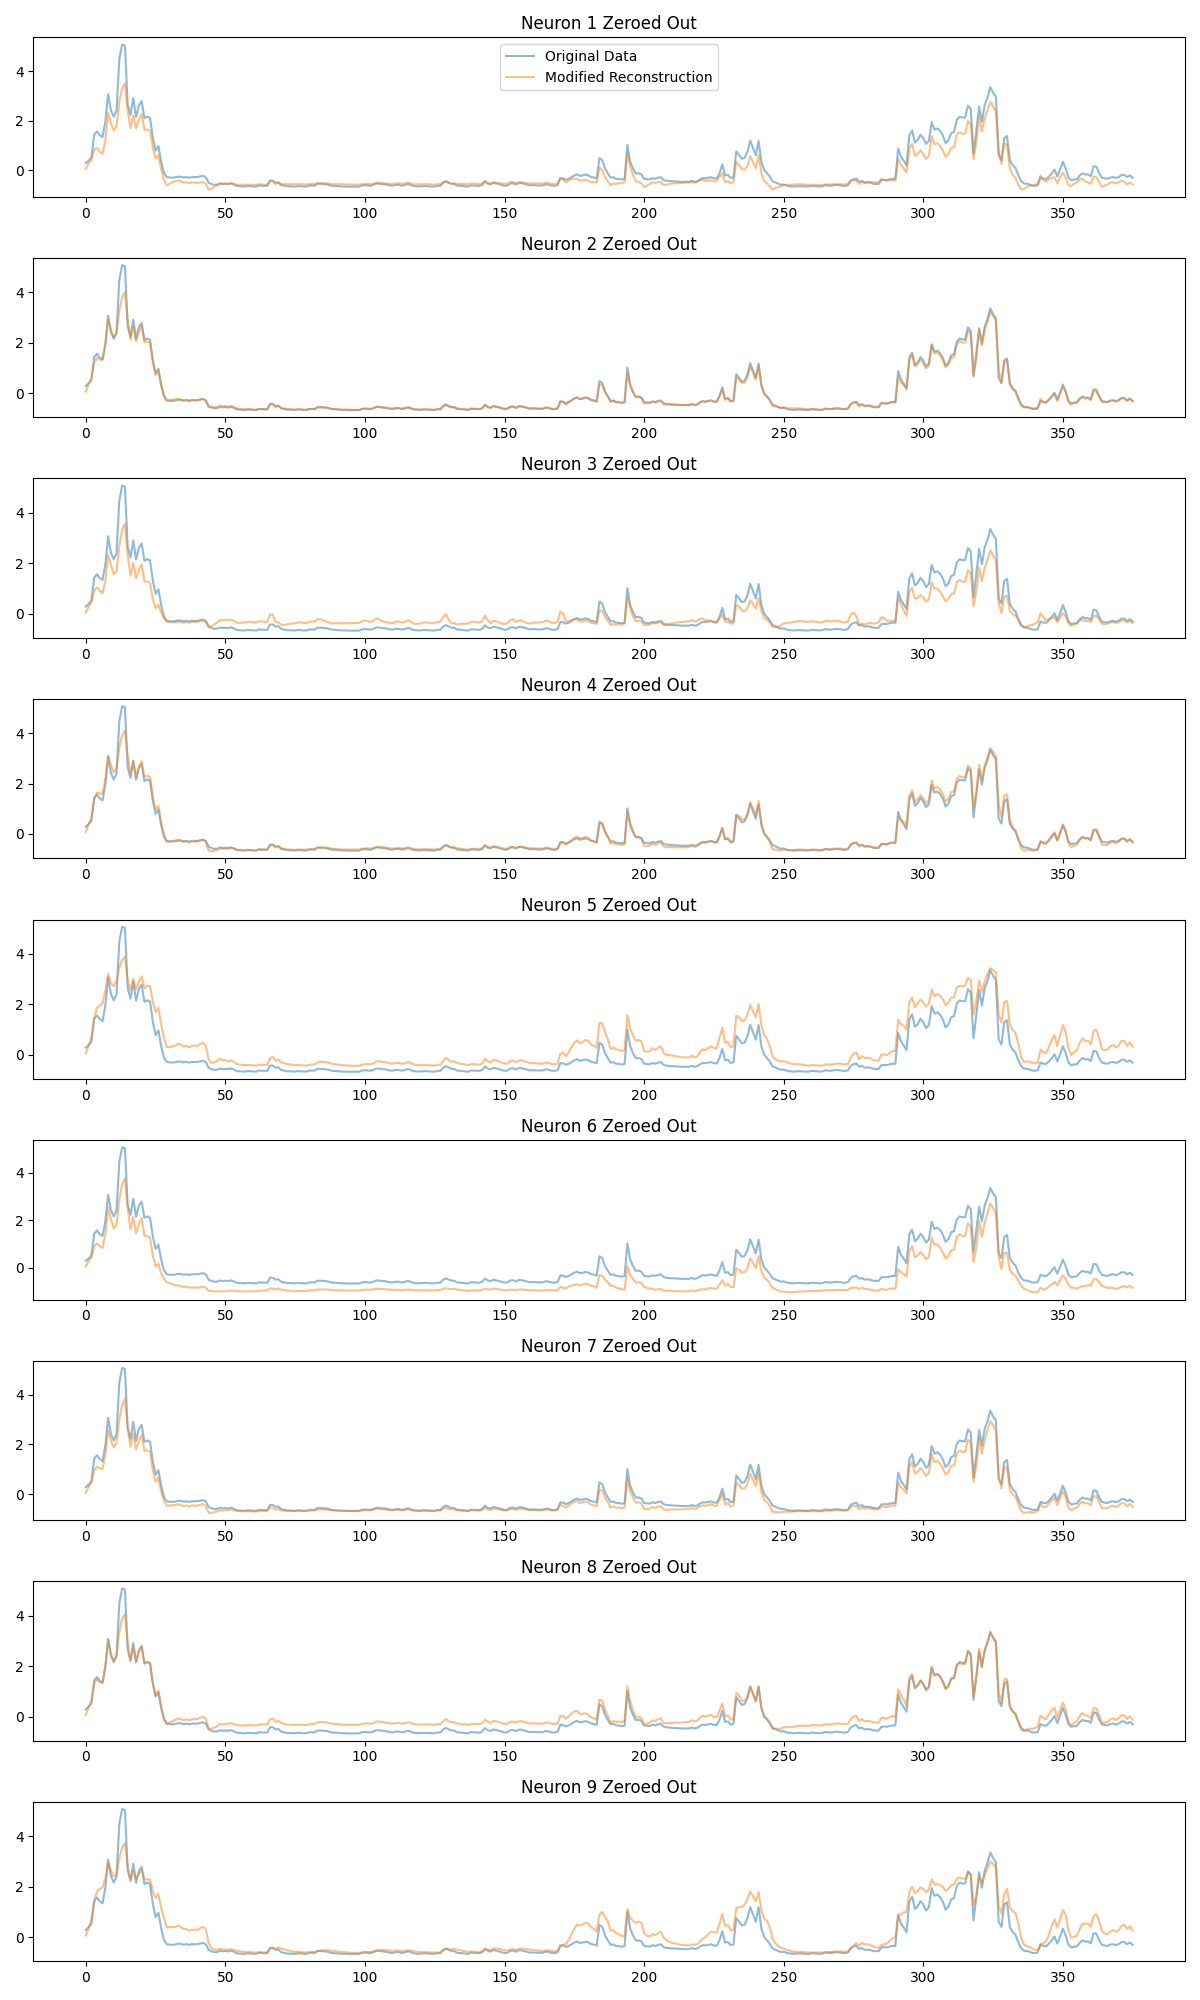 Neuron 1 Zeroed Out
Original Data
Modified Reconstruction
4
2
0
0 50 100 150 200 250 300 350
Neuron 2 Zeroed Out
4
2
0
0 50 100 150 200 250 300 350
Neuron 3 Zeroed Out
4
2
0
0 50 100 150 200 250 300 350
Neuron 4 Zeroed Out
4
2
0
0 50 100 150 200 250 300 350
Neuron 5 Zeroed Out
4
2
0
0 50 100 150 200 250 300 350
Neuron 6 Zeroed Out
4
2
0
0 50 100 150 200 250 300 350
Neuron 7 Zeroed Out
4
2
0
0 50 100 150 200 250 300 350
Neuron 8 Zeroed Out
4
2
0
0 50 100 150 200 250 300 350
Neuron 9 Zeroed Out
4
2
0
0 50 100 150 200 250 300 350